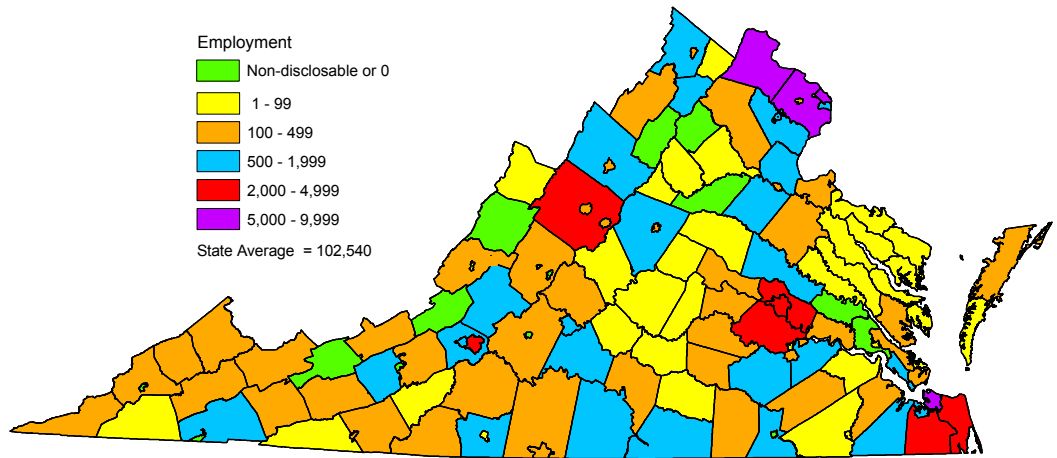 Employment
Non-disclosable or 0
1 - 99
100 - 499
500 - 1,999
2,000 - 4,999
5,000 - 9,999
State Average = 102,540